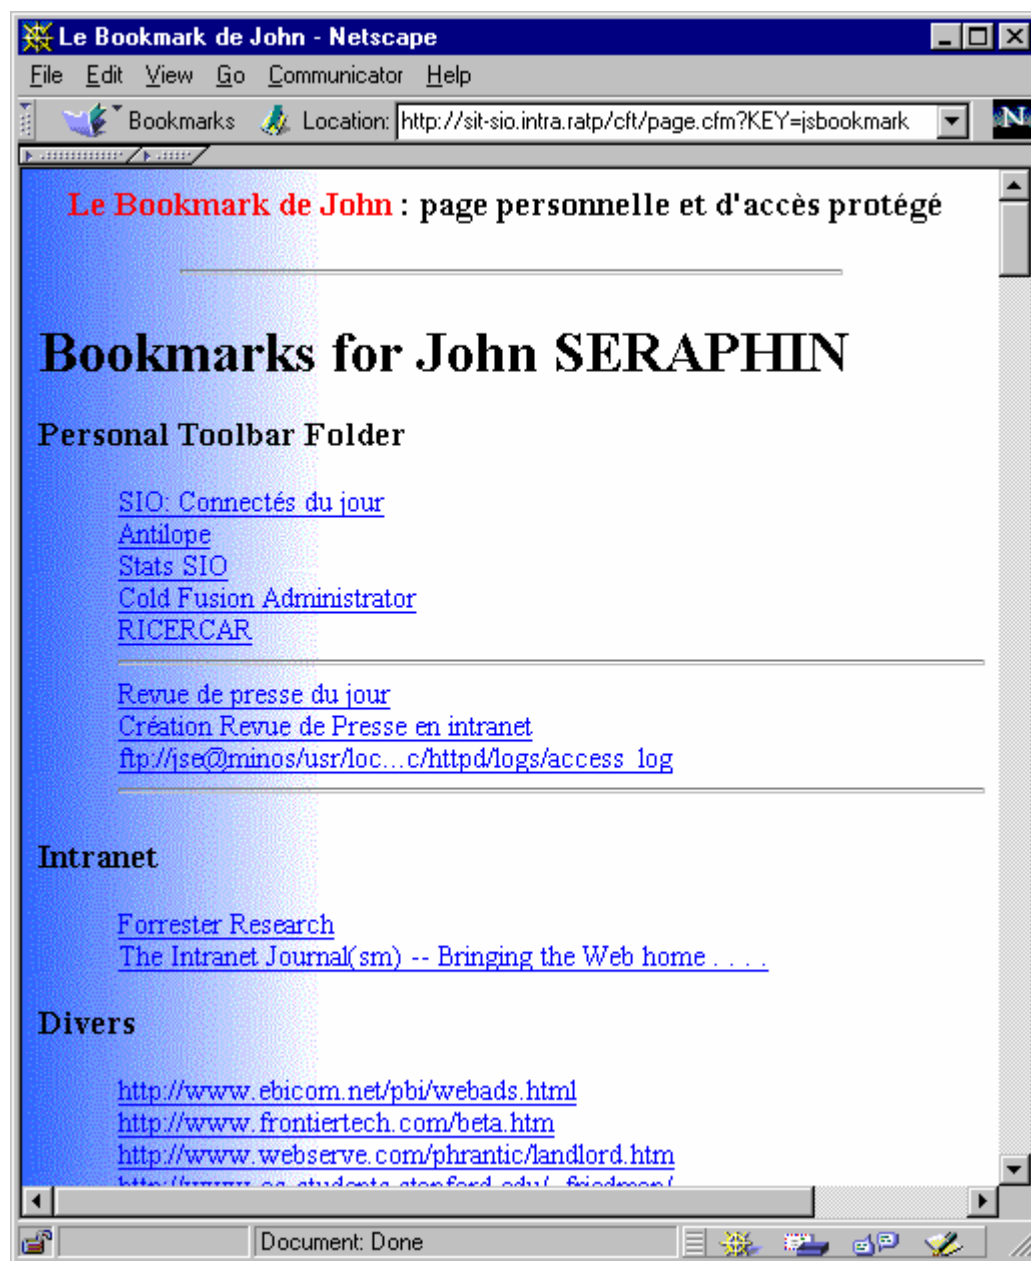 Le Bookmark de John - Netscape
File Edit View Go Communicator Help
Bookmarks Location: http://sit-sio.intra.ratp/cft/page.cfm?KEY=jsbookmark N
Le Bookmark de John : page personnelle et d'accès protégé
Bookmarks for John SERAPHIN
Personal Toolbar Folder
SIO: Connectés du jour
Antilope
Stats SIO
Cold Fusion Administrator
RICERCAR
Revue de presse du jour
Création Revue de Presse en intranet
ftp://jse@minos/usr/loc...c/httpd/logs/access_log
Intranet
Forrester Research
The Intranet Journal(sm) -- Bringing the Web home . . . .
Divers
http://www.ebicom.net/pbi/webads.html
http://www.frontiertech.com/beta.htm
http://www.webserve.com/phrantic/landlord.htm
Document: Done